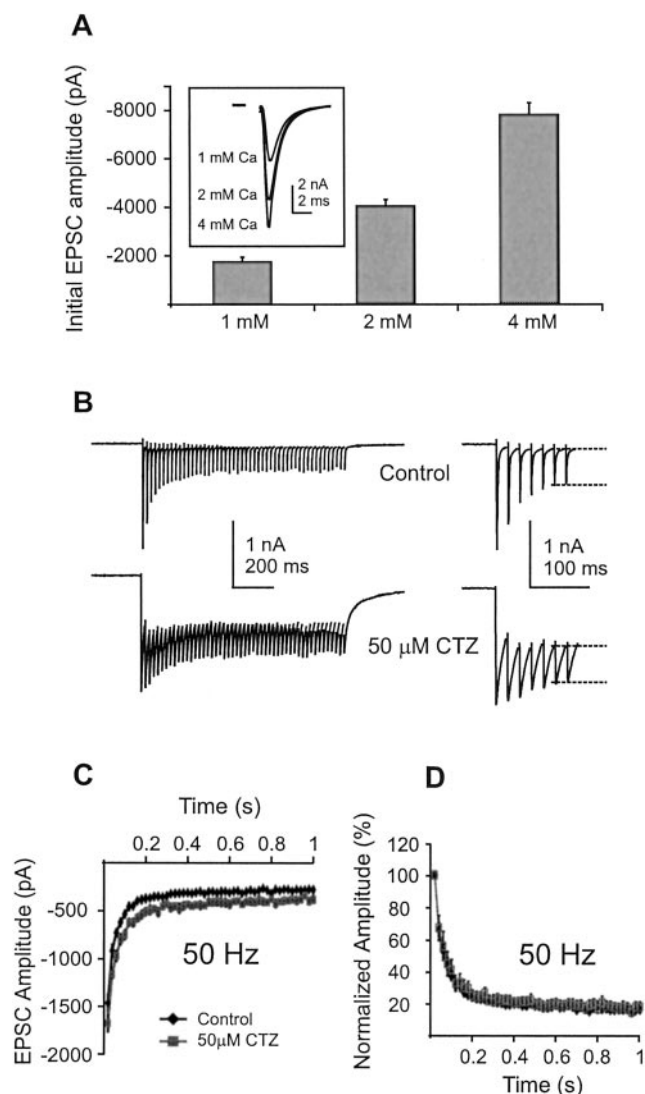 A
Initial EPSC amplitude (pA)
-8000
-6000
-4000
-2000
1 mM Ca
2 mM Ca
4 mM Ca
2 nA
2 ms
1 mM
2 mM
4 mM
B
Control
1 nA
200 ms
1 nA
100 ms
50 μM CTZ
C
Time (s)
0.2 0.4 0.6 0.8 1
EPSC Amplitude (pA)
-500
-1000
-1500
-2000
50 Hz
Control
50μM CTZ
D
Normalized Amplitude (%)
120
100
80
60
40
20
50 Hz
0.2 0.4 0.6 0.8 1
Time (s)